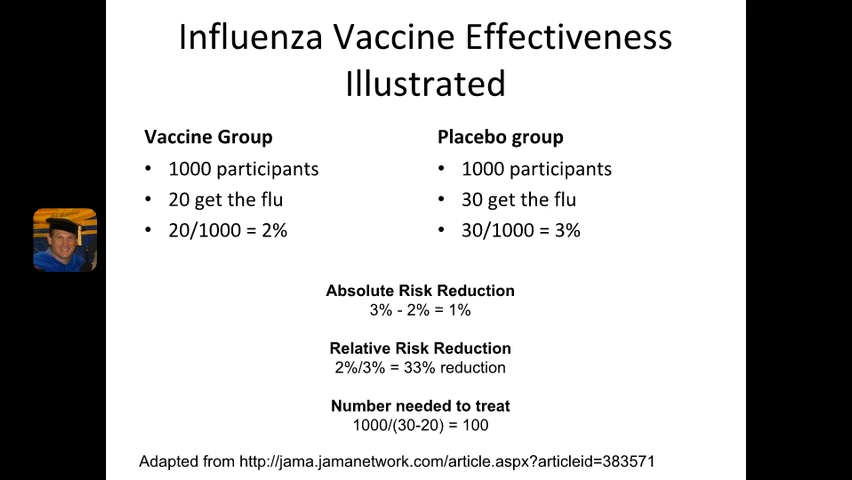 Influenza Vaccine Effectiveness
Illustrated
Vaccine Group
• 1000 participants
• 20 get the flu
• 20/1000 = 2%
Placebo group
• 1000 participants
• 30 get the flu
• 30/1000 = 3%
Absolute Risk Reduction
3% - 2% = 1%
Relative Risk Reduction
2%/3% = 33% reduction
Number needed to treat
1000/(30-20) = 100
Adapted from http://jama.jamanetwork.com/article.aspx?articleid=383571